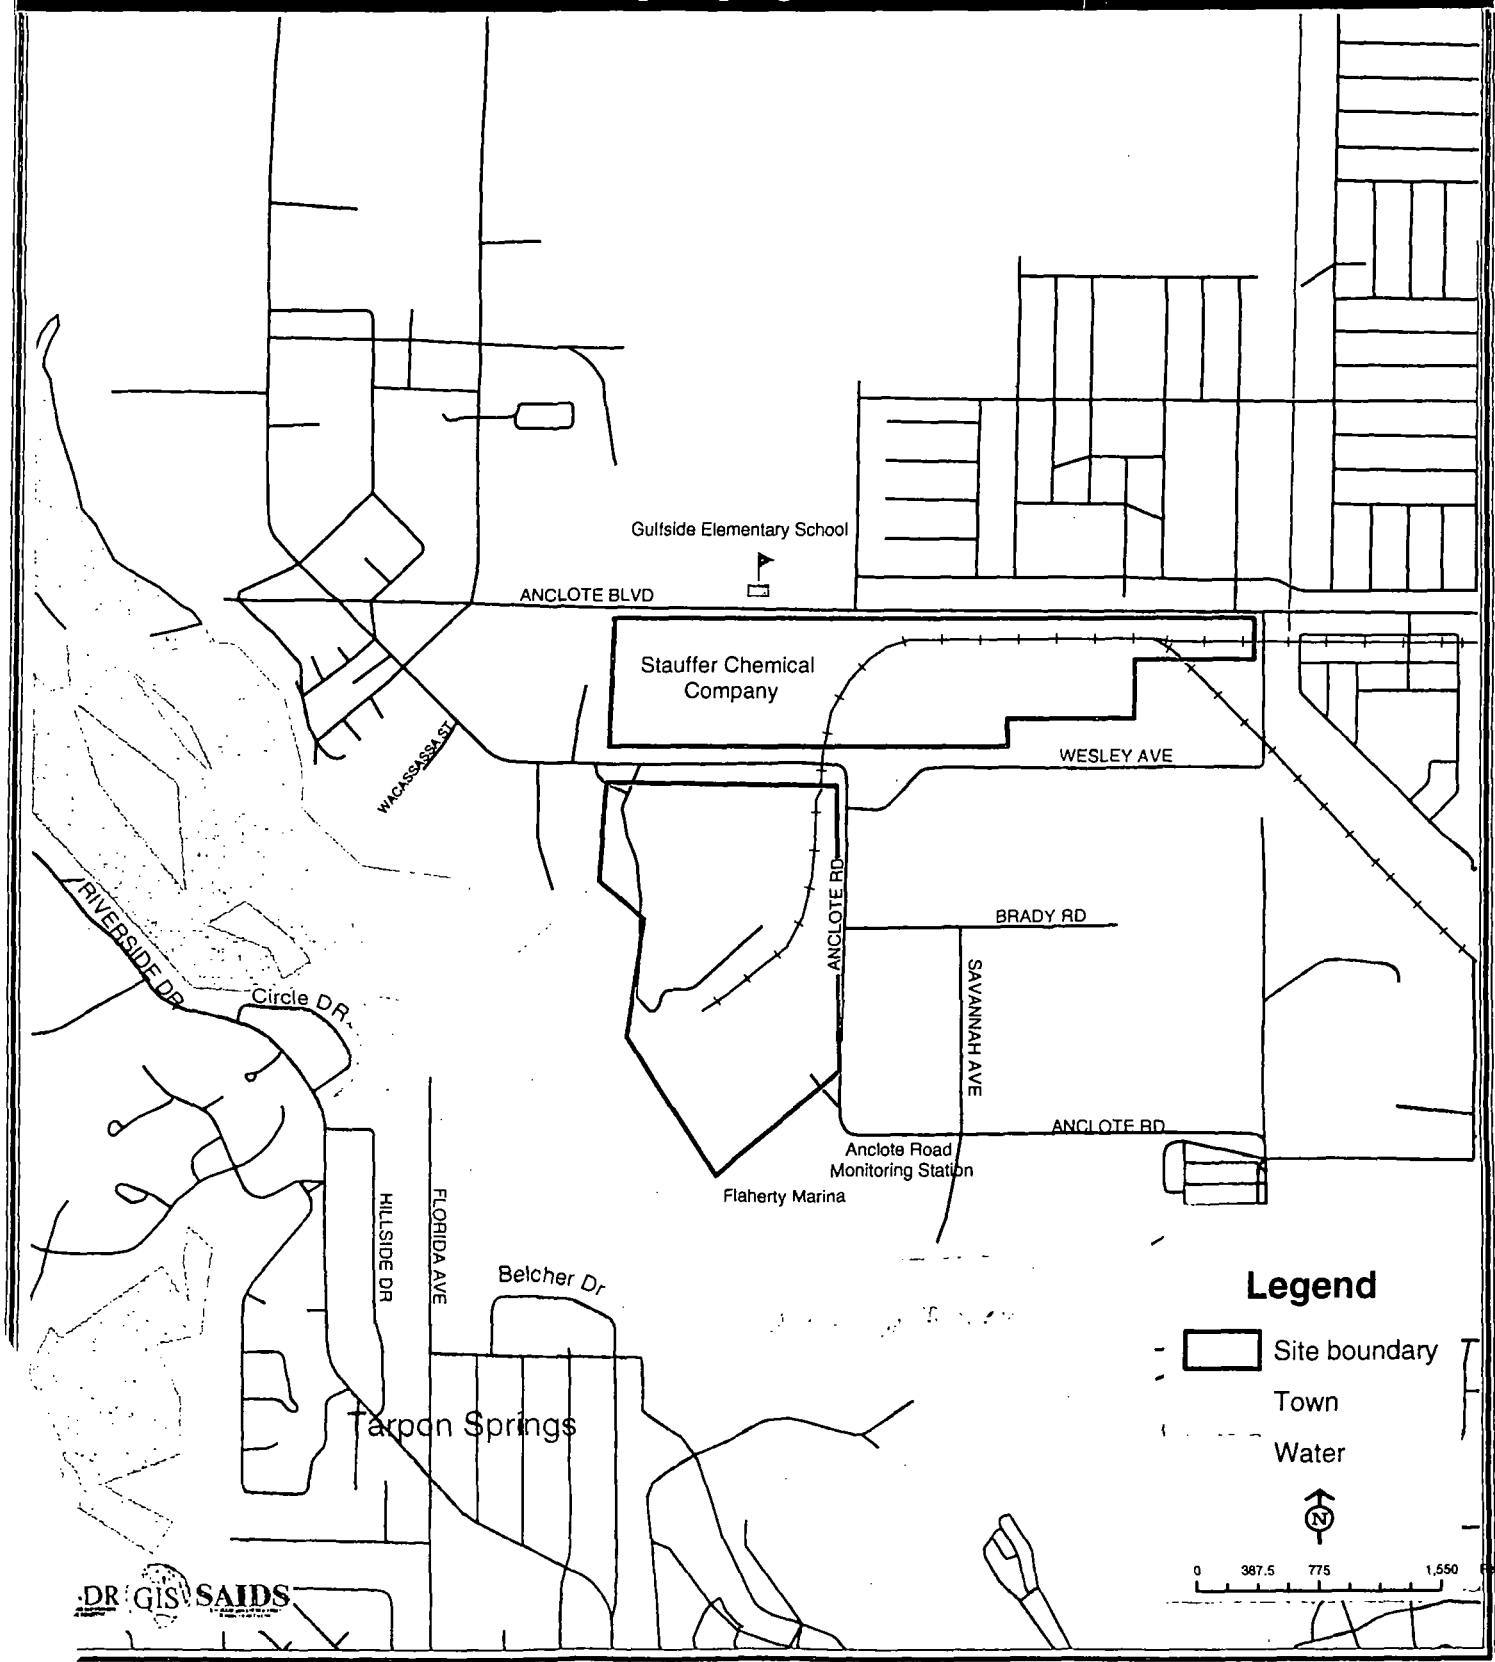 Gulfside Elementary School
ANCLOTE BLVD
Stauffer Chemical
Company
WACASSASSA ST
WESLEY AVE
RIVERSIDE DR
ANCLOTE RD
BRADY RD
Circle DR
SAVANNAH AVE
ANCLOTE RD
Anclote Road
Monitoring Station
Flaherty Marina
HILLSIDE DR
FLORIDA AVE
Belcher Dr
Legend
Site boundary
Town
Water
Tarpon Springs
N
0 387.5 775 1,550
DR GIS SAIDS